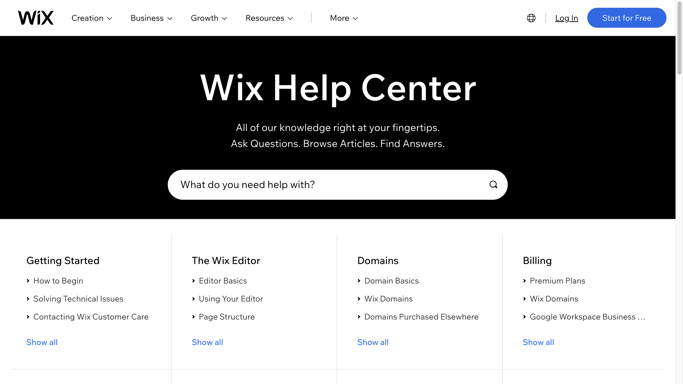 WiX
Creation
Business
Growth
Resources
More
Log In
Start for Free
Wix Help Center
All of our knowledge right at your fingertips.
Ask Questions. Browse Articles. Find Answers.
What do you need help with?
Getting Started
How to Begin
Solving Technical Issues
Contacting Wix Customer Care
Show all
The Wix Editor
Editor Basics
Using Your Editor
Page Structure
Show all
Domains
Domain Basics
Wix Domains
Domains Purchased Elsewhere
Show all
Billing
Premium Plans
Wix Domains
Google Workspace Business ...
Show all